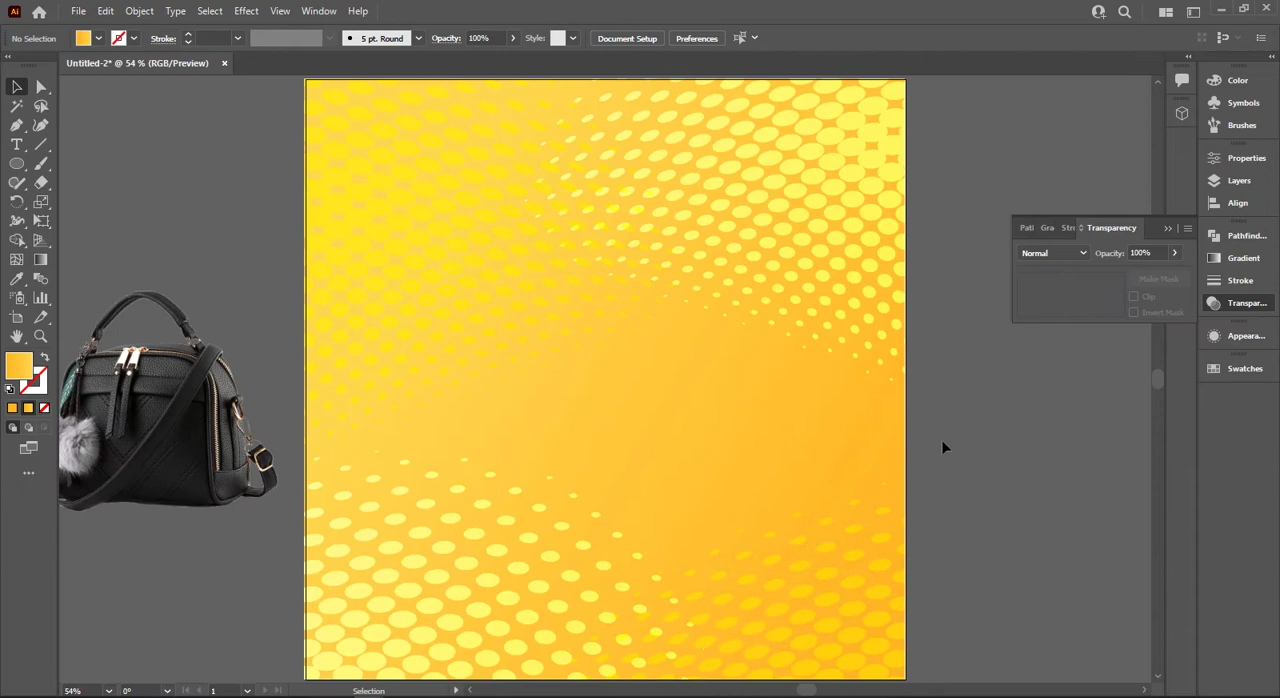 Ai File Edit Object Type Select Effect View Window Help
No Selection Stroke: 5 pt. Round Opacity: 100% Style: Document Setup Preferences
Untitled-2* @ 54 % (RGB/Preview) ×
Color
Symbols
Brushes
Properties
Layers
Align
Pathfind...
Gradient
Stroke
Transpar...
Appeara...
Swatches
Patl Gra Str Transparency
Normal Opacity: 100%
Make Mask
Clip
Invert Mask
54% 0° 1 Selection